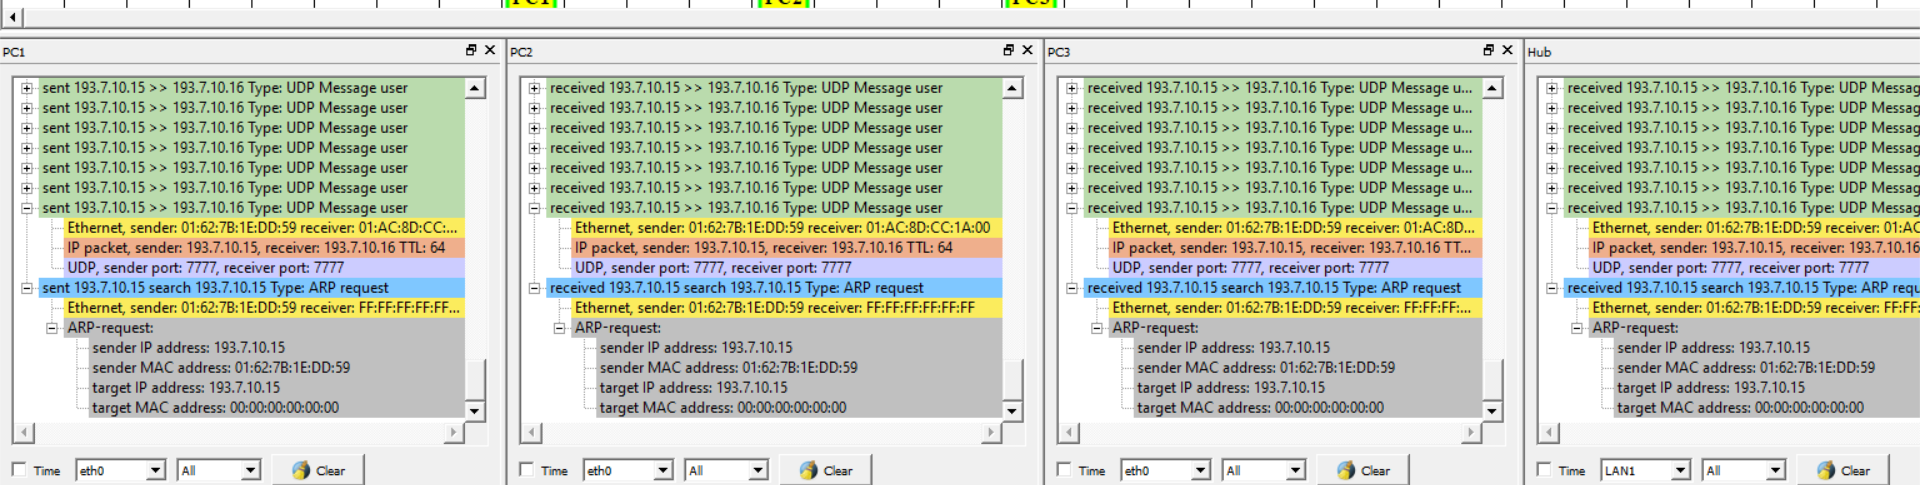 PC1 PC2 PC3
PC1
sent 193.7.10.15 >> 193.7.10.16 Type: UDP Message user
sent 193.7.10.15 >> 193.7.10.16 Type: UDP Message user
sent 193.7.10.15 >> 193.7.10.16 Type: UDP Message user
sent 193.7.10.15 >> 193.7.10.16 Type: UDP Message user
sent 193.7.10.15 >> 193.7.10.16 Type: UDP Message user
sent 193.7.10.15 >> 193.7.10.16 Type: UDP Message user
sent 193.7.10.15 >> 193.7.10.16 Type: UDP Message user
Ethernet, sender: 01:62:7B:1E:DD:59 receiver: 01:AC:8D:CC:...
IP packet, sender: 193.7.10.15, receiver: 193.7.10.16 TTL: 64
UDP, sender port: 7777, receiver port: 7777
sent 193.7.10.15 search 193.7.10.15 Type: ARP request
Ethernet, sender: 01:62:7B:1E:DD:59 receiver: FF:FF:FF:FF:FF...
ARP-request:
sender IP address: 193.7.10.15
sender MAC address: 01:62:7B:1E:DD:59
target IP address: 193.7.10.15
target MAC address: 00:00:00:00:00:00
Time eth0 All Clear
PC2
received 193.7.10.15 >> 193.7.10.16 Type: UDP Message user
received 193.7.10.15 >> 193.7.10.16 Type: UDP Message user
received 193.7.10.15 >> 193.7.10.16 Type: UDP Message user
received 193.7.10.15 >> 193.7.10.16 Type: UDP Message user
received 193.7.10.15 >> 193.7.10.16 Type: UDP Message user
received 193.7.10.15 >> 193.7.10.16 Type: UDP Message user
received 193.7.10.15 >> 193.7.10.16 Type: UDP Message user
Ethernet, sender: 01:62:7B:1E:DD:59 receiver: 01:AC:8D:CC:1A:00
IP packet, sender: 193.7.10.15, receiver: 193.7.10.16 TTL: 64
UDP, sender port: 7777, receiver port: 7777
received 193.7.10.15 search 193.7.10.15 Type: ARP request
Ethernet, sender: 01:62:7B:1E:DD:59 receiver: FF:FF:FF:FF:FF:FF
ARP-request:
sender IP address: 193.7.10.15
sender MAC address: 01:62:7B:1E:DD:59
target IP address: 193.7.10.15
target MAC address: 00:00:00:00:00:00
Time eth0 All Clear
PC3
received 193.7.10.15 >> 193.7.10.16 Type: UDP Message u...
received 193.7.10.15 >> 193.7.10.16 Type: UDP Message u...
received 193.7.10.15 >> 193.7.10.16 Type: UDP Message u...
received 193.7.10.15 >> 193.7.10.16 Type: UDP Message u...
received 193.7.10.15 >> 193.7.10.16 Type: UDP Message u...
received 193.7.10.15 >> 193.7.10.16 Type: UDP Message u...
received 193.7.10.15 >> 193.7.10.16 Type: UDP Message u...
Ethernet, sender: 01:62:7B:1E:DD:59 receiver: 01:AC:8D...
IP packet, sender: 193.7.10.15, receiver: 193.7.10.16 TT...
UDP, sender port: 7777, receiver port: 7777
received 193.7.10.15 search 193.7.10.15 Type: ARP request
Ethernet, sender: 01:62:7B:1E:DD:59 receiver: FF:FF:FF:...
ARP-request:
sender IP address: 193.7.10.15
sender MAC address: 01:62:7B:1E:DD:59
target IP address: 193.7.10.15
target MAC address: 00:00:00:00:00:00
Time eth0 All Clear
Hub
received 193.7.10.15 >> 193.7.10.16 Type: UDP Messag
received 193.7.10.15 >> 193.7.10.16 Type: UDP Messag
received 193.7.10.15 >> 193.7.10.16 Type: UDP Messag
received 193.7.10.15 >> 193.7.10.16 Type: UDP Messag
received 193.7.10.15 >> 193.7.10.16 Type: UDP Messag
received 193.7.10.15 >> 193.7.10.16 Type: UDP Messag
received 193.7.10.15 >> 193.7.10.16 Type: UDP Messag
Ethernet, sender: 01:62:7B:1E:DD:59 receiver: 01:AC
IP packet, sender: 193.7.10.15, receiver: 193.7.10.16
UDP, sender port: 7777, receiver port: 7777
received 193.7.10.15 search 193.7.10.15 Type: ARP requ
Ethernet, sender: 01:62:7B:1E:DD:59 receiver: FF:FF:
ARP-request:
sender IP address: 193.7.10.15
sender MAC address: 01:62:7B:1E:DD:59
target IP address: 193.7.10.15
target MAC address: 00:00:00:00:00:00
Time LAN1 All Clear